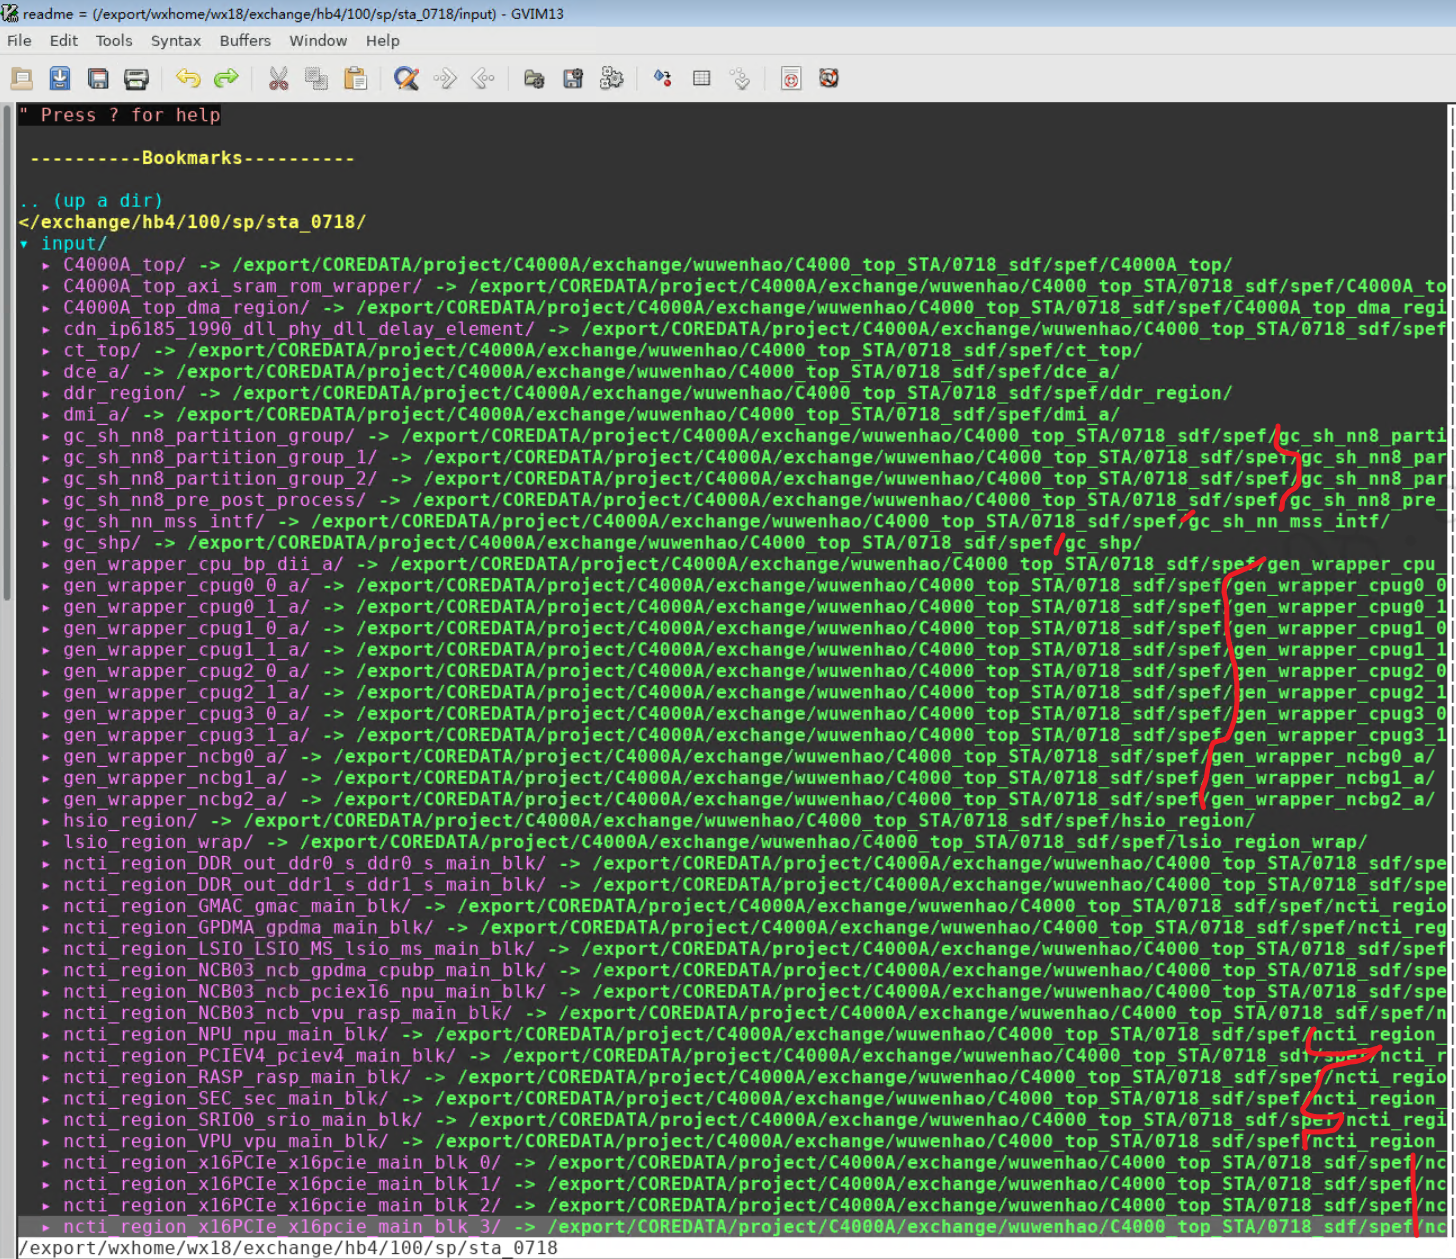 readme = (/export/wxhome/wx18/exchange/hb4/100/sp/sta_0718/input) - GVIM13
File Edit Tools Syntax Buffers Window Help
" Press ? for help
----------Bookmarks----------
.. (up a dir)
</exchange/hb4/100/sp/sta_0718/
▾ input/
▸ C4000A_top/ -> /export/COREDATA/project/C4000A/exchange/wuwenhao/C4000_top_STA/0718_sdf/spef/C4000A_top/
▸ C4000A_top_axi_sram_rom_wrapper/ -> /export/COREDATA/project/C4000A/exchange/wuwenhao/C4000_top_STA/0718_sdf/spef/C4000A_to
▸ C4000A_top_dma_region/ -> /export/COREDATA/project/C4000A/exchange/wuwenhao/C4000_top_STA/0718_sdf/spef/C4000A_top_dma_regi
▸ cdn_ip6185_1990_dll_phy_dll_delay_element/ -> /export/COREDATA/project/C4000A/exchange/wuwenhao/C4000_top_STA/0718_sdf/spef
▸ ct_top/ -> /export/COREDATA/project/C4000A/exchange/wuwenhao/C4000_top_STA/0718_sdf/spef/ct_top/
▸ dce_a/ -> /export/COREDATA/project/C4000A/exchange/wuwenhao/C4000_top_STA/0718_sdf/spef/dce_a/
▸ ddr_region/ -> /export/COREDATA/project/C4000A/exchange/wuwenhao/C4000_top_STA/0718_sdf/spef/ddr_region/
▸ dmi_a/ -> /export/COREDATA/project/C4000A/exchange/wuwenhao/C4000_top_STA/0718_sdf/spef/dmi_a/
▸ gc_sh_nn8_partition_group/ -> /export/COREDATA/project/C4000A/exchange/wuwenhao/C4000_top_STA/0718_sdf/spef/gc_sh_nn8_parti
▸ gc_sh_nn8_partition_group_1/ -> /export/COREDATA/project/C4000A/exchange/wuwenhao/C4000_top_STA/0718_sdf/spef/gc_sh_nn8_par
▸ gc_sh_nn8_partition_group_2/ -> /export/COREDATA/project/C4000A/exchange/wuwenhao/C4000_top_STA/0718_sdf/spef/gc_sh_nn8_par
▸ gc_sh_nn8_pre_post_process/ -> /export/COREDATA/project/C4000A/exchange/wuwenhao/C4000_top_STA/0718_sdf/spef/gc_sh_nn8_pre_
▸ gc_sh_nn_mss_intf/ -> /export/COREDATA/project/C4000A/exchange/wuwenhao/C4000_top_STA/0718_sdf/spef/gc_sh_nn_mss_intf/
▸ gc_shp/ -> /export/COREDATA/project/C4000A/exchange/wuwenhao/C4000_top_STA/0718_sdf/spef/gc_shp/
▸ gen_wrapper_cpu_bp_dii_a/ -> /export/COREDATA/project/C4000A/exchange/wuwenhao/C4000_top_STA/0718_sdf/spef/gen_wrapper_cpu_
▸ gen_wrapper_cpug0_0_a/ -> /export/COREDATA/project/C4000A/exchange/wuwenhao/C4000_top_STA/0718_sdf/spef/gen_wrapper_cpug0_0
▸ gen_wrapper_cpug0_1_a/ -> /export/COREDATA/project/C4000A/exchange/wuwenhao/C4000_top_STA/0718_sdf/spef/gen_wrapper_cpug0_1
▸ gen_wrapper_cpug1_0_a/ -> /export/COREDATA/project/C4000A/exchange/wuwenhao/C4000_top_STA/0718_sdf/spef/gen_wrapper_cpug1_0
▸ gen_wrapper_cpug1_1_a/ -> /export/COREDATA/project/C4000A/exchange/wuwenhao/C4000_top_STA/0718_sdf/spef/gen_wrapper_cpug1_1
▸ gen_wrapper_cpug2_0_a/ -> /export/COREDATA/project/C4000A/exchange/wuwenhao/C4000_top_STA/0718_sdf/spef/gen_wrapper_cpug2_0
▸ gen_wrapper_cpug2_1_a/ -> /export/COREDATA/project/C4000A/exchange/wuwenhao/C4000_top_STA/0718_sdf/spef/gen_wrapper_cpug2_1
▸ gen_wrapper_cpug3_0_a/ -> /export/COREDATA/project/C4000A/exchange/wuwenhao/C4000_top_STA/0718_sdf/spef/gen_wrapper_cpug3_0
▸ gen_wrapper_cpug3_1_a/ -> /export/COREDATA/project/C4000A/exchange/wuwenhao/C4000_top_STA/0718_sdf/spef/gen_wrapper_cpug3_1
▸ gen_wrapper_ncbg0_a/ -> /export/COREDATA/project/C4000A/exchange/wuwenhao/C4000_top_STA/0718_sdf/spef/gen_wrapper_ncbg0_a/
▸ gen_wrapper_ncbg1_a/ -> /export/COREDATA/project/C4000A/exchange/wuwenhao/C4000_top_STA/0718_sdf/spef/gen_wrapper_ncbg1_a/
▸ gen_wrapper_ncbg2_a/ -> /export/COREDATA/project/C4000A/exchange/wuwenhao/C4000_top_STA/0718_sdf/spef/gen_wrapper_ncbg2_a/
▸ hsio_region/ -> /export/COREDATA/project/C4000A/exchange/wuwenhao/C4000_top_STA/0718_sdf/spef/hsio_region/
▸ lsio_region_wrap/ -> /export/COREDATA/project/C4000A/exchange/wuwenhao/C4000_top_STA/0718_sdf/spef/lsio_region_wrap/
▸ ncti_region_DDR_out_ddr0_s_ddr0_s_main_blk/ -> /export/COREDATA/project/C4000A/exchange/wuwenhao/C4000_top_STA/0718_sdf/spe
▸ ncti_region_DDR_out_ddr1_s_ddr1_s_main_blk/ -> /export/COREDATA/project/C4000A/exchange/wuwenhao/C4000_top_STA/0718_sdf/spe
▸ ncti_region_GMAC_gmac_main_blk/ -> /export/COREDATA/project/C4000A/exchange/wuwenhao/C4000_top_STA/0718_sdf/spef/ncti_regio
▸ ncti_region_GPDMA_gpdma_main_blk/ -> /export/COREDATA/project/C4000A/exchange/wuwenhao/C4000_top_STA/0718_sdf/spef/ncti_reg
▸ ncti_region_LSIO_LSIO_MS_lsio_ms_main_blk/ -> /export/COREDATA/project/C4000A/exchange/wuwenhao/C4000_top_STA/0718_sdf/spef
▸ ncti_region_NCB03_ncb_gpdma_cpubp_main_blk/ -> /export/COREDATA/project/C4000A/exchange/wuwenhao/C4000_top_STA/0718_sdf/spe
▸ ncti_region_NCB03_ncb_pciex16_npu_main_blk/ -> /export/COREDATA/project/C4000A/exchange/wuwenhao/C4000_top_STA/0718_sdf/spe
▸ ncti_region_NCB03_ncb_vpu_rasp_main_blk/ -> /export/COREDATA/project/C4000A/exchange/wuwenhao/C4000_top_STA/0718_sdf/spef/n
▸ ncti_region_NPU_npu_main_blk/ -> /export/COREDATA/project/C4000A/exchange/wuwenhao/C4000_top_STA/0718_sdf/spef/ncti_region_
▸ ncti_region_PCIEV4_pciev4_main_blk/ -> /export/COREDATA/project/C4000A/exchange/wuwenhao/C4000_top_STA/0718_sdf/spef/ncti_r
▸ ncti_region_RASP_rasp_main_blk/ -> /export/COREDATA/project/C4000A/exchange/wuwenhao/C4000_top_STA/0718_sdf/spef/ncti_regio
▸ ncti_region_SEC_sec_main_blk/ -> /export/COREDATA/project/C4000A/exchange/wuwenhao/C4000_top_STA/0718_sdf/spef/ncti_region_
▸ ncti_region_SRIO0_srio_main_blk/ -> /export/COREDATA/project/C4000A/exchange/wuwenhao/C4000_top_STA/0718_sdf/spef/ncti_regi
▸ ncti_region_VPU_vpu_main_blk/ -> /export/COREDATA/project/C4000A/exchange/wuwenhao/C4000_top_STA/0718_sdf/spef/ncti_region_
▸ ncti_region_x16PCIe_x16pcie_main_blk_0/ -> /export/COREDATA/project/C4000A/exchange/wuwenhao/C4000_top_STA/0718_sdf/spef/nc
▸ ncti_region_x16PCIe_x16pcie_main_blk_1/ -> /export/COREDATA/project/C4000A/exchange/wuwenhao/C4000_top_STA/0718_sdf/spef/nc
▸ ncti_region_x16PCIe_x16pcie_main_blk_2/ -> /export/COREDATA/project/C4000A/exchange/wuwenhao/C4000_top_STA/0718_sdf/spef/nc
▸ ncti_region_x16PCIe_x16pcie_main_blk_3/ -> /export/COREDATA/project/C4000A/exchange/wuwenhao/C4000_top_STA/0718_sdf/spef/nc
/export/wxhome/wx18/exchange/hb4/100/sp/sta_0718